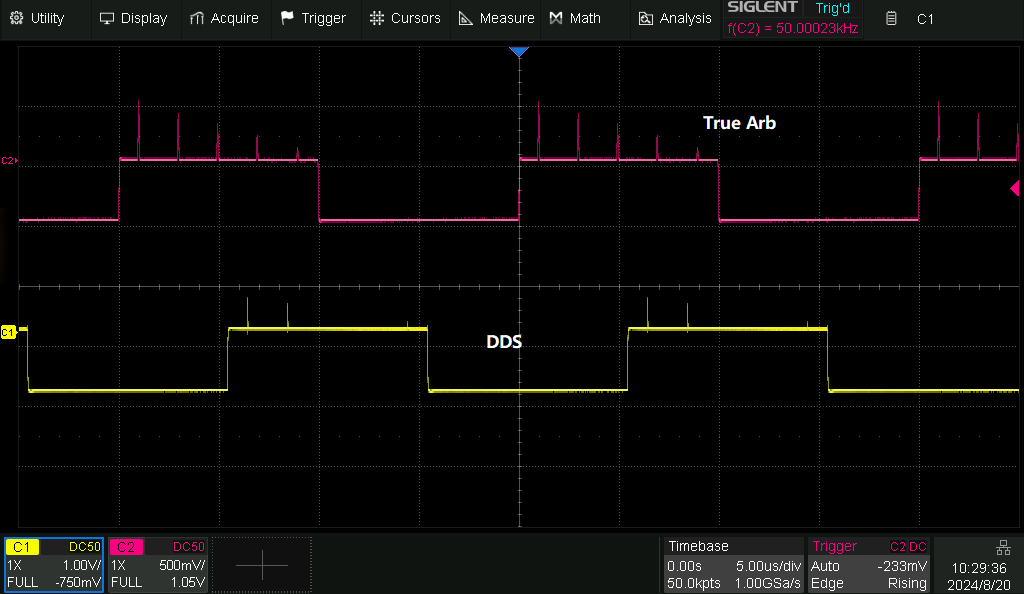 Utility Display Acquire Trigger Cursors Measure Math Analysis SIGLENT Trig'd C1
f(C2) = 50.00023kHz
True Arb
C2
DDS
C1
C1 DC50 C2 DC50 Timebase Trigger C2 DC
1X 1.00V/ 1X 500mV/ 0.00s 5.00us/div Auto -233mV 10:29:36
FULL -750mV FULL 1.05V 50.0kpts 1.00GSa/s Edge Rising 2024/8/20